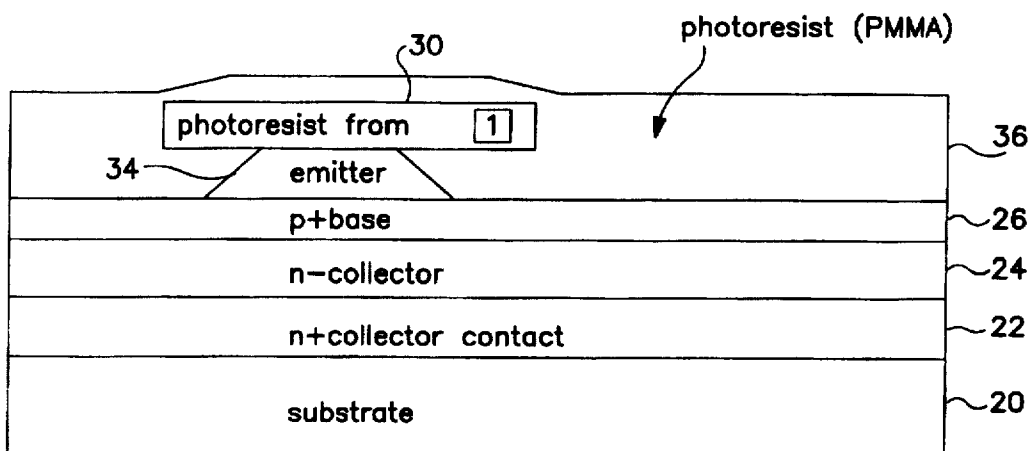 photoresist (PMMA)
30
photoresist from 1
36
34
emitter
p+base
26
n-collector
24
n+collector contact
22
substrate
20